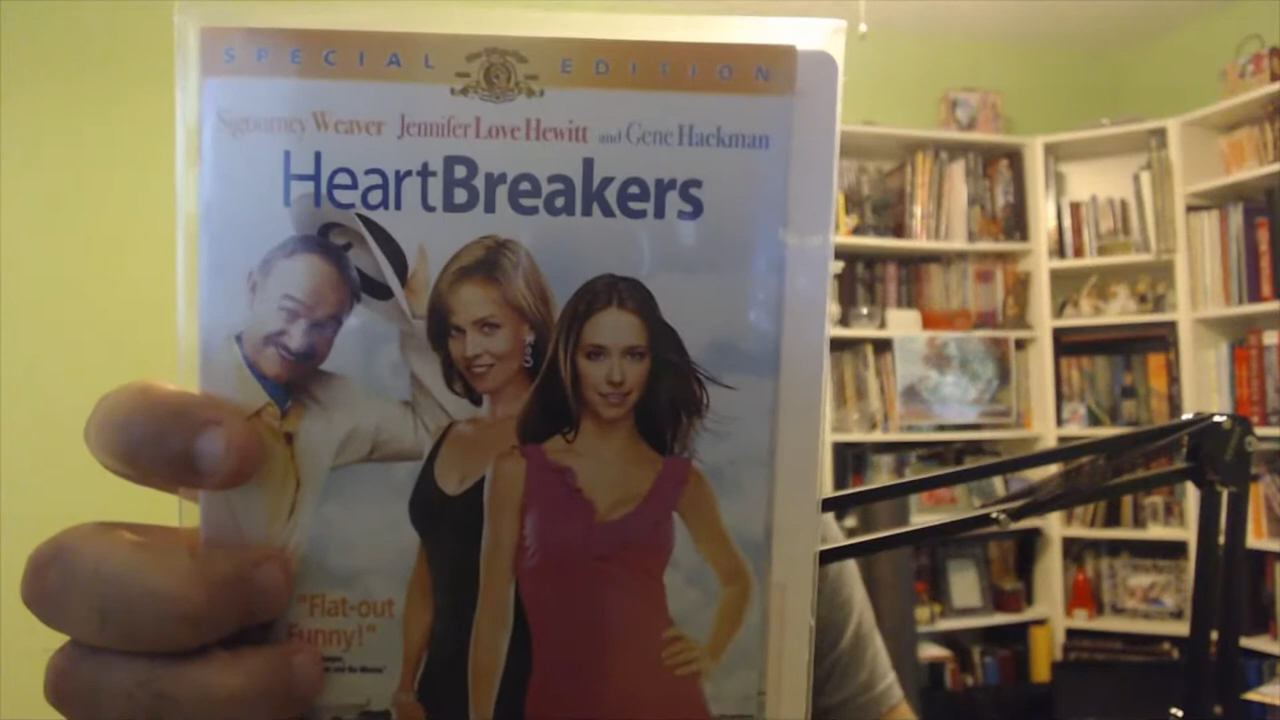 SPECIAL EDITION
Sigourney Weaver Jennifer Love Hewitt and Gene Hackman
HeartBreakers
"Flat-out
Funny!"